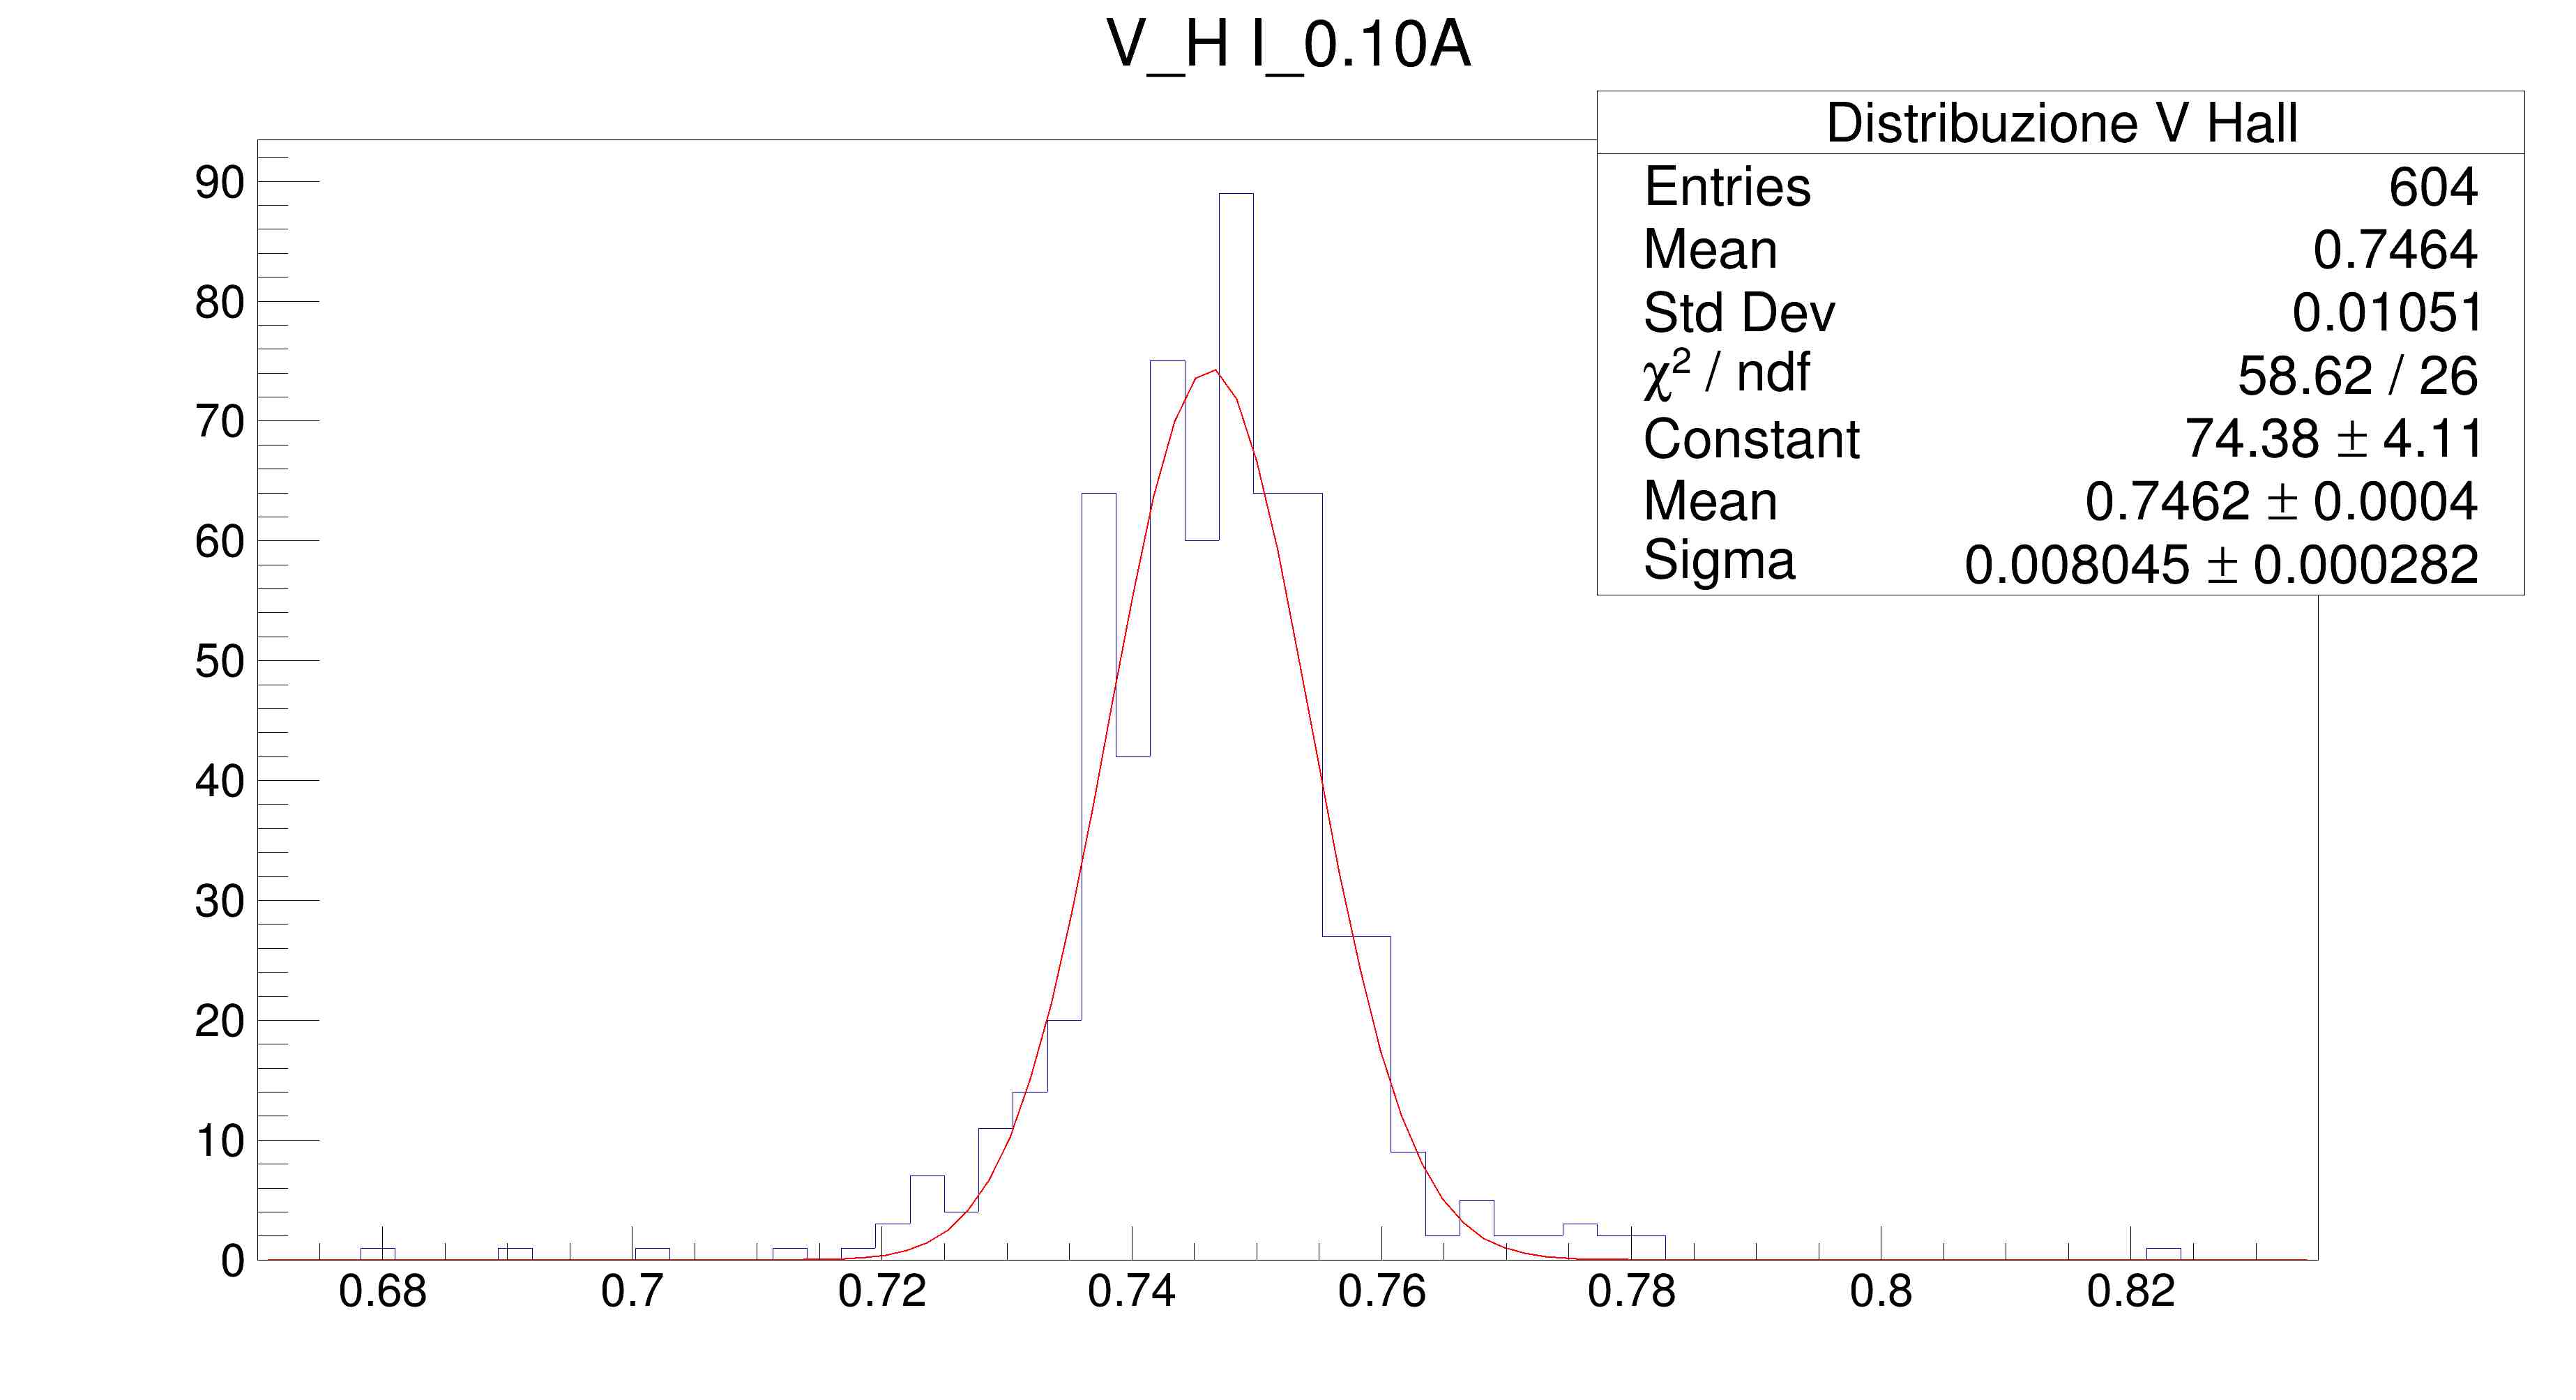 V_H I_0.10A
Distribuzione V Hall
Entries 604
Mean 0.7464
Std Dev 0.01051
χ² / ndf 58.62 / 26
Constant 74.38 ± 4.11
Mean 0.7462 ± 0.0004
Sigma 0.008045 ± 0.000282
90
80
70
60
50
40
30
20
10
0
0.68 0.7 0.72 0.74 0.76 0.78 0.8 0.82